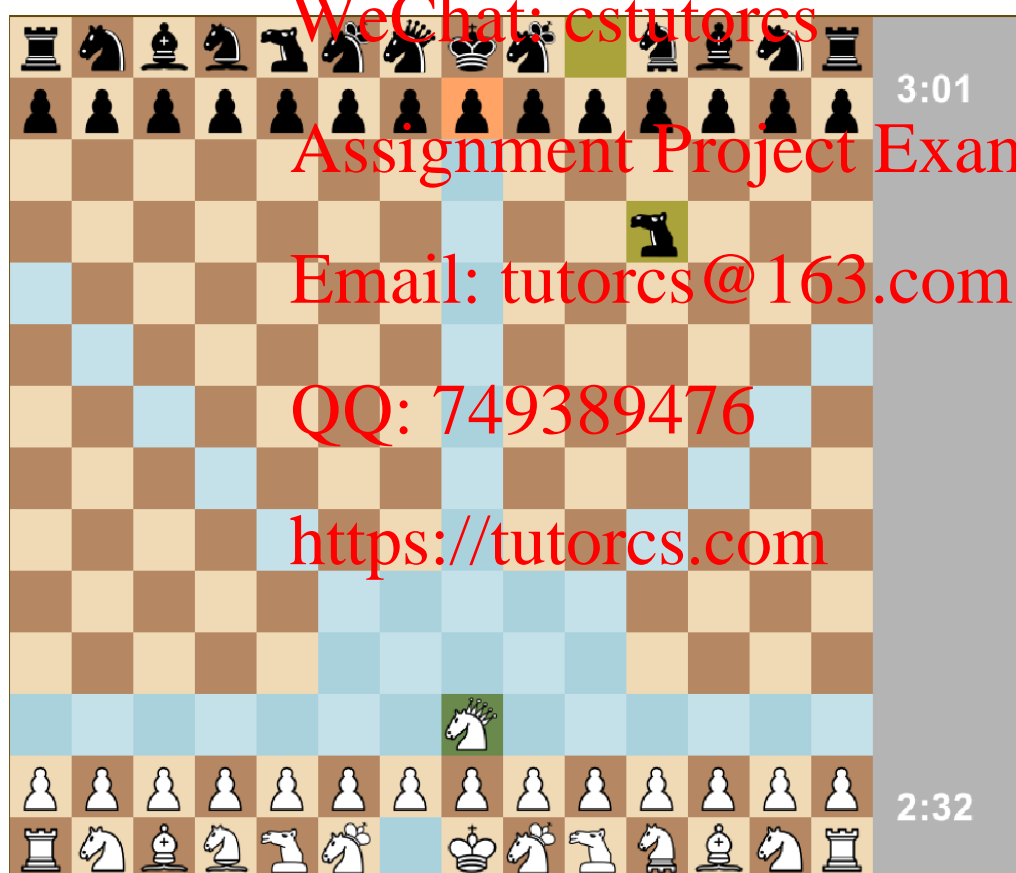 WeChat: cstutorcs
3:01
Assignment Project Exam
Email: tutorcs@163.com
QQ: 749389476
https://tutorcs.com
2:32